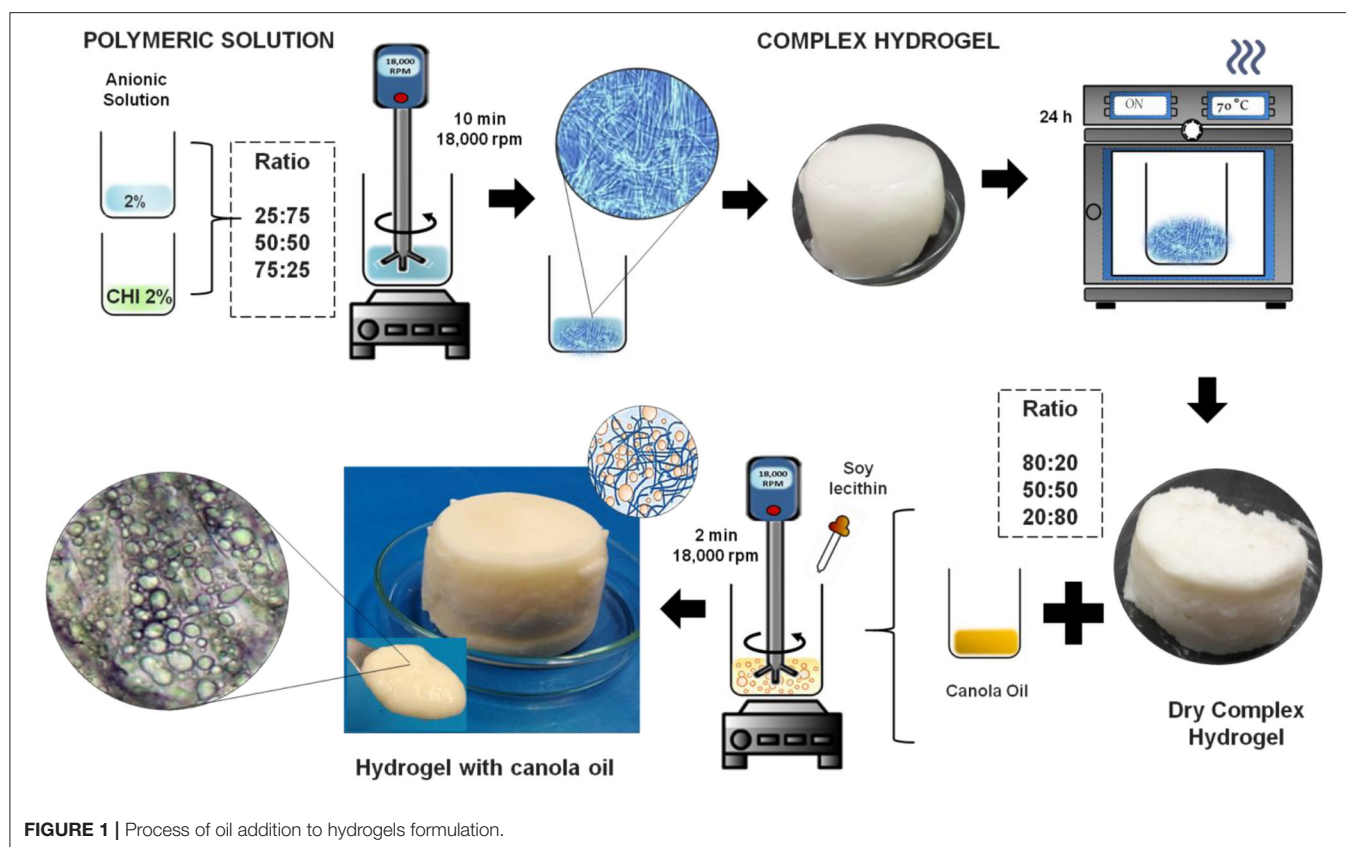 POLYMERIC SOLUTION
COMPLEX HYDROGEL
Anionic
Solution
2%
CHI 2%
Ratio
25:75
50:50
75:25
18,000
RPM
10 min
18,000 rpm
24 h
ON
70°C
Ratio
80:20
50:50
20:80
Dry Complex
Hydrogel
Canola Oil
Soy
lecithin
18,000
RPM
2 min
18,000 rpm
Hydrogel with canola oil
FIGURE 1 | Process of oil addition to hydrogels formulation.